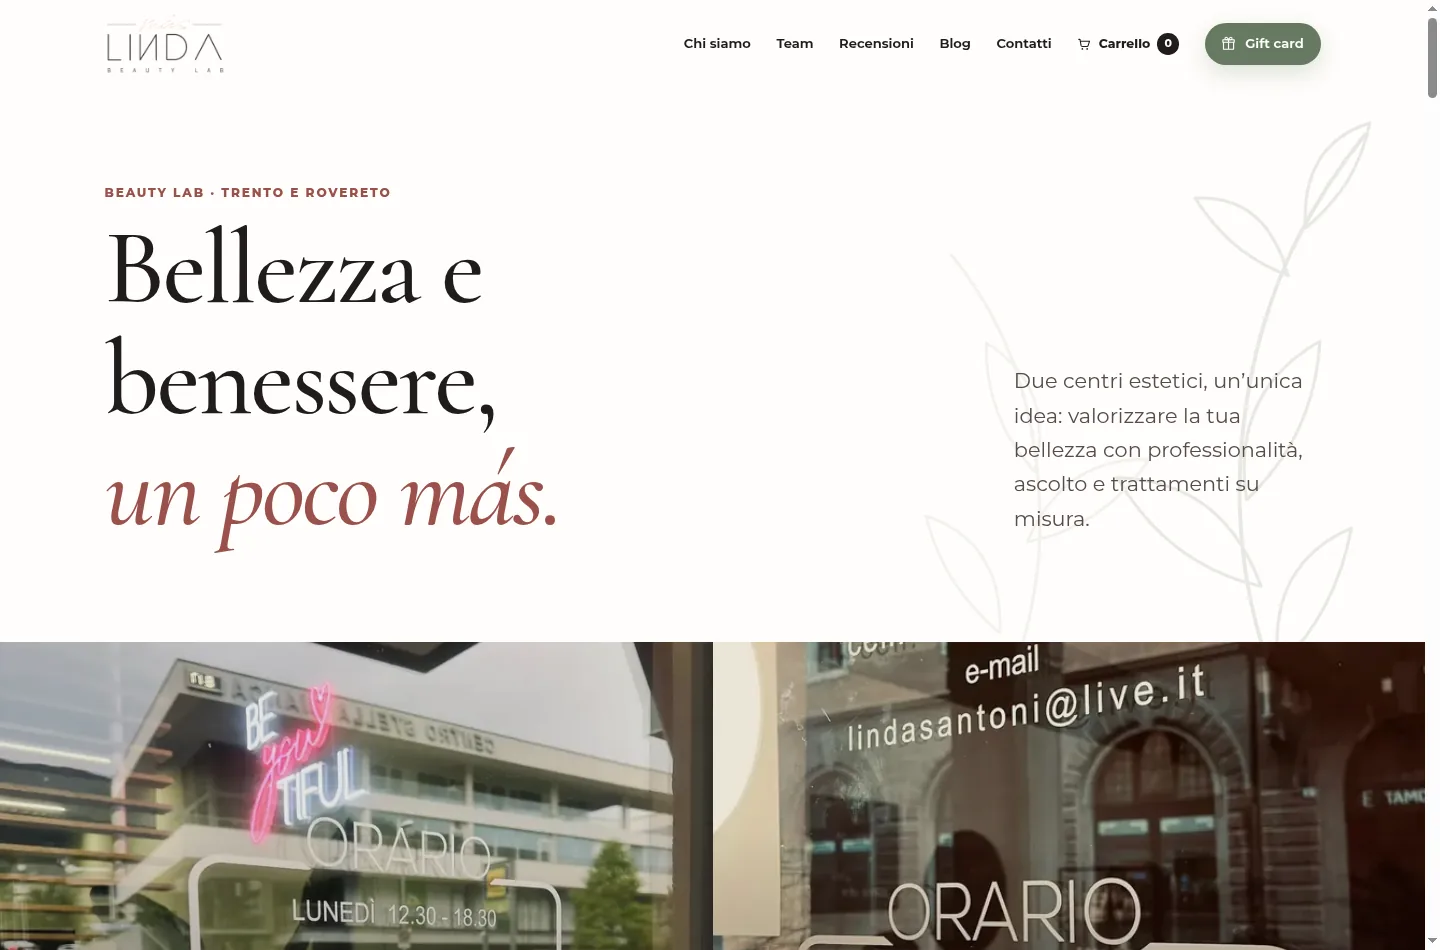 más
LINDA
BEAUTY LAB
Chi siamo
Team
Recensioni
Blog
Contatti
Carrello 0
Gift card
BEAUTY LAB · TRENTO E ROVERETO
Bellezza e
benessere,
un poco más.
Due centri estetici, un’unica
idea: valorizzare la tua
bellezza con professionalità,
ascolto e trattamenti su
misura.
BE
you
TIFUL
ORARIO
LUNEDÌ 12.30 - 18.30
e-mail
lindasantoni@live.it
ORARIO